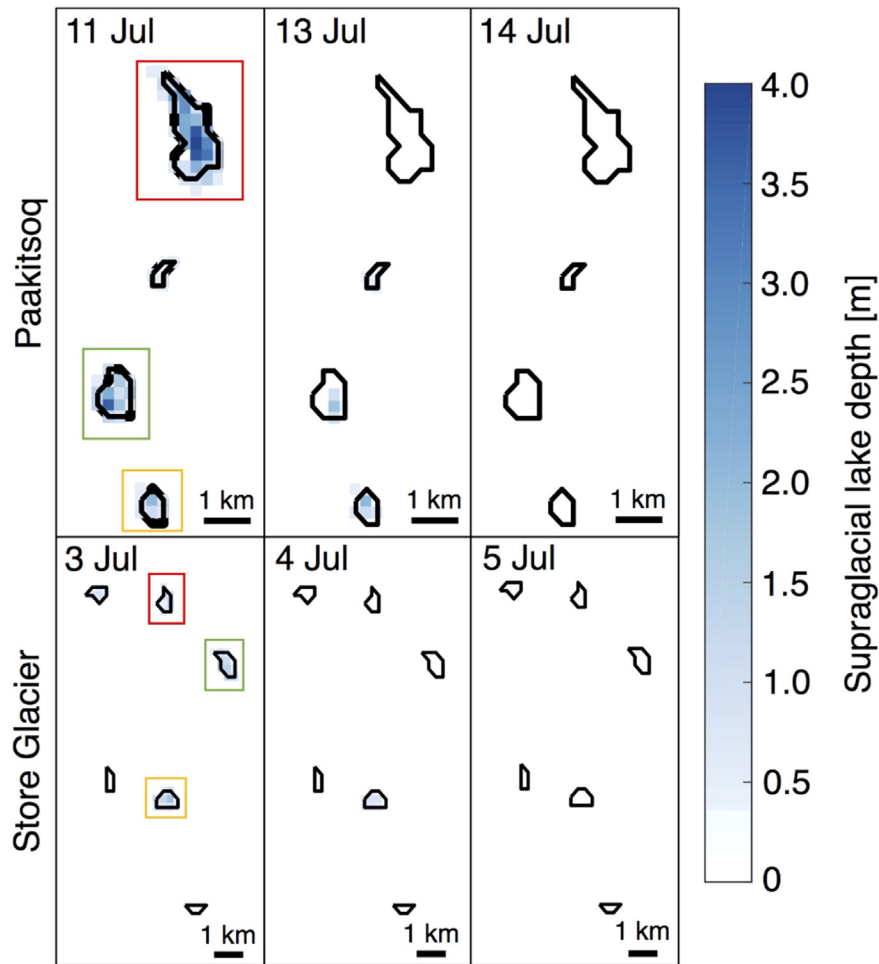 11 Jul
13 Jul
14 Jul
Paakitsoq
1 km
1 km
1 km
3 Jul
4 Jul
5 Jul
Store Glacier
1 km
1 km
1 km
4.0
3.5
3.0
2.5
2.0
1.5
1.0
0.5
0
Supraglacial lake depth [m]